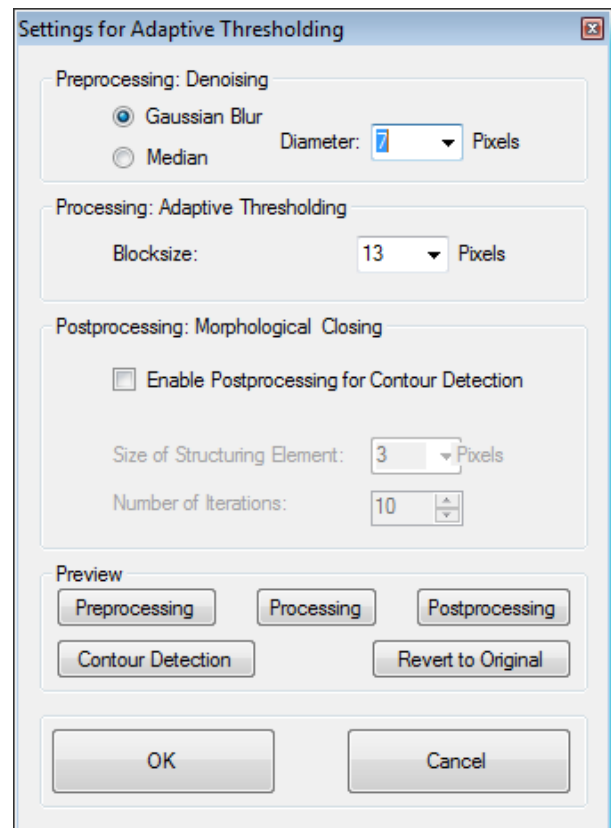 Settings for Adaptive Thresholding
Preprocessing: Denoising
Gaussian Blur
Diameter: 7 Pixels
Median
Processing: Adaptive Thresholding
Blocksize: 13 Pixels
Postprocessing: Morphological Closing
Enable Postprocessing for Contour Detection
Size of Structuring Element: 3 Pixels
Number of Iterations: 10
Preview
Preprocessing Processing Postprocessing
Contour Detection Revert to Original
OK Cancel